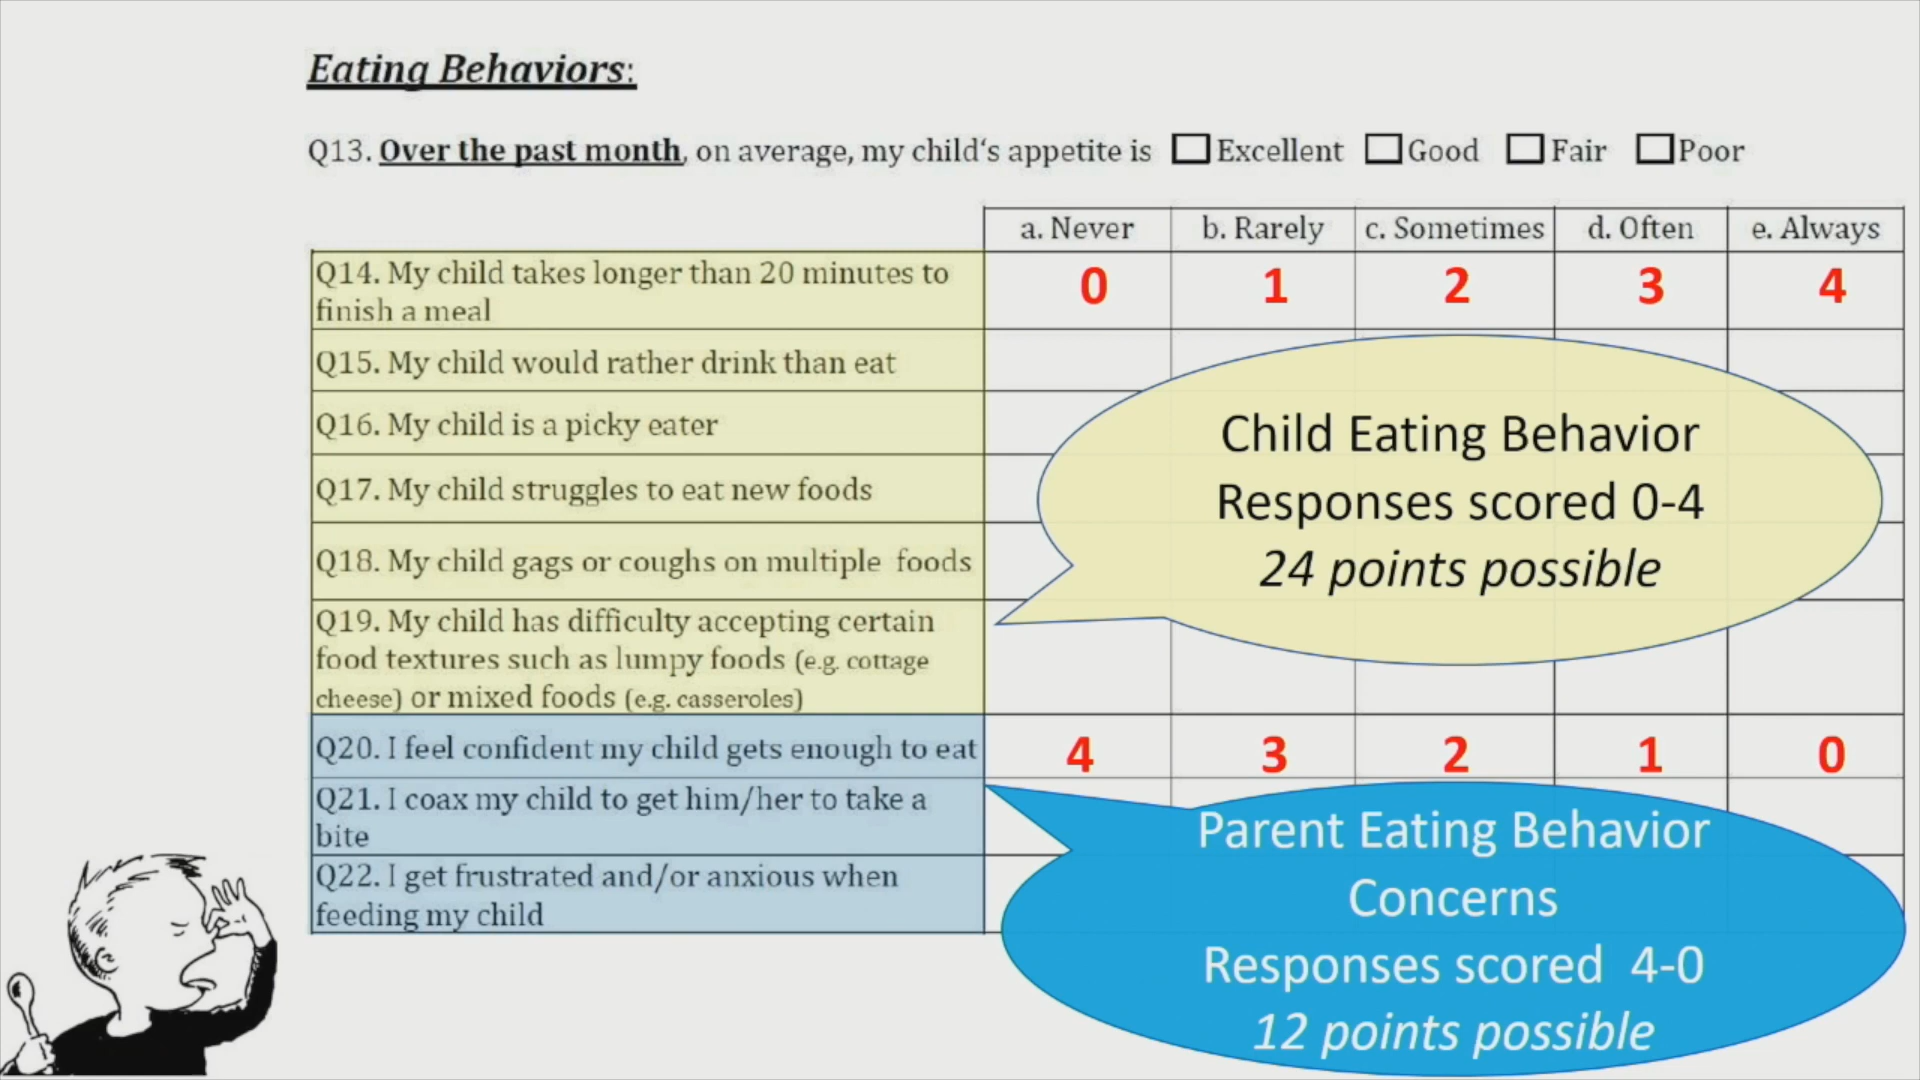 Eating Behaviors:
Q13. Over the past month, on average, my child's appetite is Excellent Good Fair Poor
a. Never b. Rarely c. Sometimes d. Often e. Always
Q14. My child takes longer than 20 minutes to
finish a meal
0 1 2 3 4
Q15. My child would rather drink than eat
Q16. My child is a picky eater
Q17. My child struggles to eat new foods
Q18. My child gags or coughs on multiple foods
Q19. My child has difficulty accepting certain
food textures such as lumpy foods (e.g. cottage
cheese) or mixed foods (e.g. casseroles)
Child Eating Behavior
Responses scored 0-4
24 points possible
Q20. I feel confident my child gets enough to eat
4 3 2 1 0
Q21. I coax my child to get him/her to take a
bite
Q22. I get frustrated and/or anxious when
feeding my child
Parent Eating Behavior
Concerns
Responses scored 4-0
12 points possible